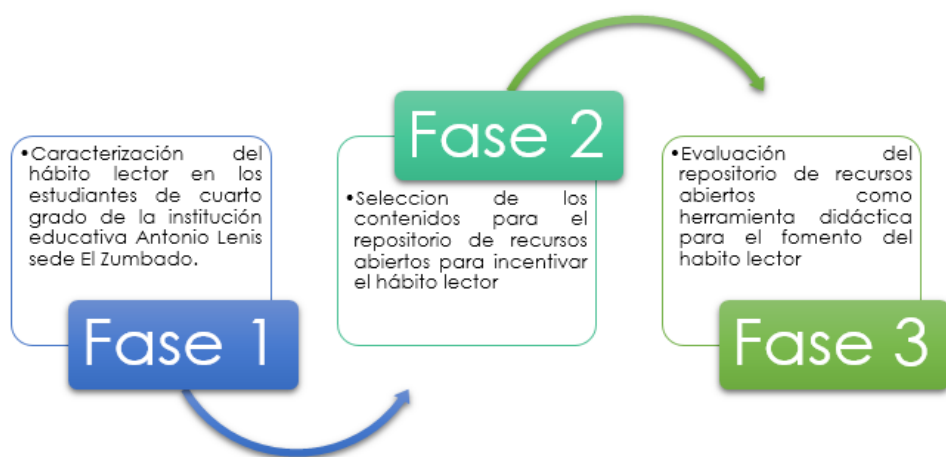 •Caracterización del
hábito lector en los
estudiantes de cuarto
grado de la institución
educativa Antonio Lenis
sede El Zumbado.
Fase 1
Fase 2
•Seleccion de los
contenidos para el
repositorio de recursos
abiertos para incentivar
el hábito lector
•Evaluación del
repositorio de recursos
abiertos como
herramienta didáctica
para el fomento del
habito lector
Fase 3